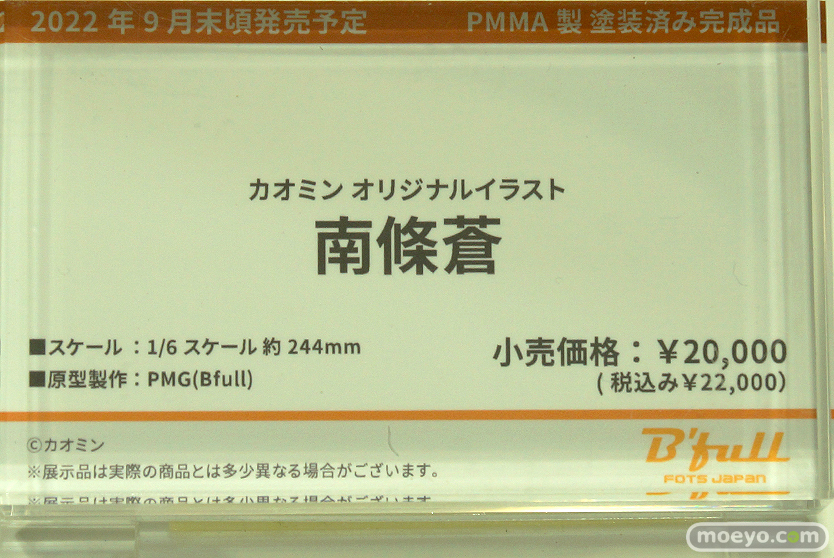 2022 年 9 月末頃発売予定
PMMA 製 塗装済み完成品
カオミン オリジナルイラスト
南條蒼
■スケール ：1/6 スケール 約 244mm
■原型製作：PMG(Bfull)
小売価格：￥20,000
( 税込み￥22,000)
©カオミン
※展示品は実際の商品とは多少異なる場合がございます。
B'full
FOTS JAPAN
moeyo.com